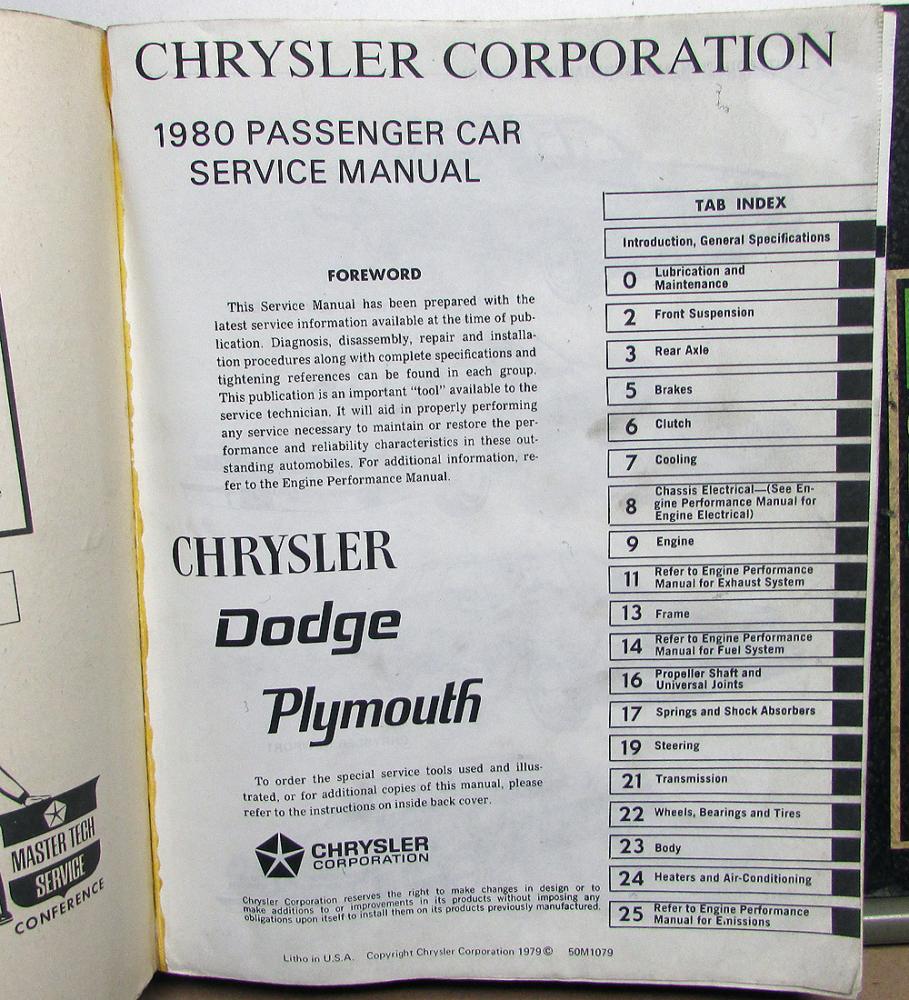 CHRYSLER CORPORATION
1980 PASSENGER CAR
SERVICE MANUAL
FOREWORD
This Service Manual has been prepared with the
latest service information available at the time of pub-
lication. Diagnosis, disassembly, repair and installa-
tion procedures along with complete specifications and
tightening references can be found in each group.
This publication is an important "tool" available to the
service technician. It will aid in properly performing
any service necessary to maintain or restore the per-
formance and reliability characteristics in these out-
standing automobiles. For additional information, re-
fer to the Engine Performance Manual.
CHRYSLER
Dodge
Plymouth
To order the special service tools used and illus-
trated, or for additional copies of this manual, please
refer to the instructions on inside back cover.
CHRYSLER
CORPORATION
Chrysler Corporation reserves the right to make changes in design or to
make additions to or improvements in its products without imposing any
obligations upon itself to install them on its products previously manufactured.
Litho in U.S.A. Copyright Chrysler Corporation 1979 © 50M1079
TAB INDEX
Introduction, General Specifications
0 Lubrication and
Maintenance
2 Front Suspension
3 Rear Axle
5 Brakes
6 Clutch
7 Cooling
8 Chassis Electrical—(See En-
gine Performance Manual for
Engine Electrical)
9 Engine
11 Refer to Engine Performance
Manual for Exhaust System
13 Frame
14 Refer to Engine Performance
Manual for Fuel System
16 Propeller Shaft and
Universal Joints
17 Springs and Shock Absorbers
19 Steering
21 Transmission
22 Wheels, Bearings and Tires
23 Body
24 Heaters and Air-Conditioning
25 Refer to Engine Performance
Manual for Emissions
MASTER TECH
SERVICE
CONFERENCE